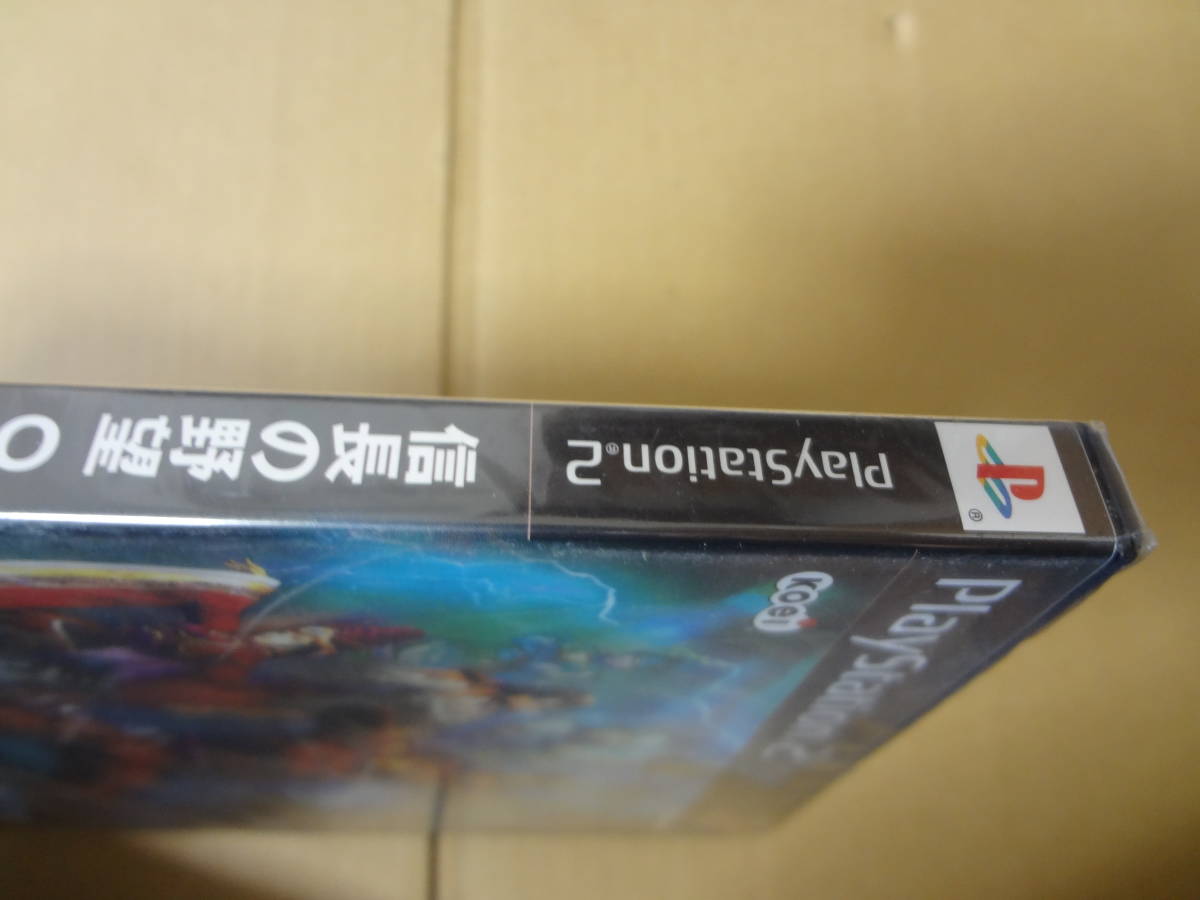 PlayStation®2
信長の野望 O
KOEI
PlayStation 2